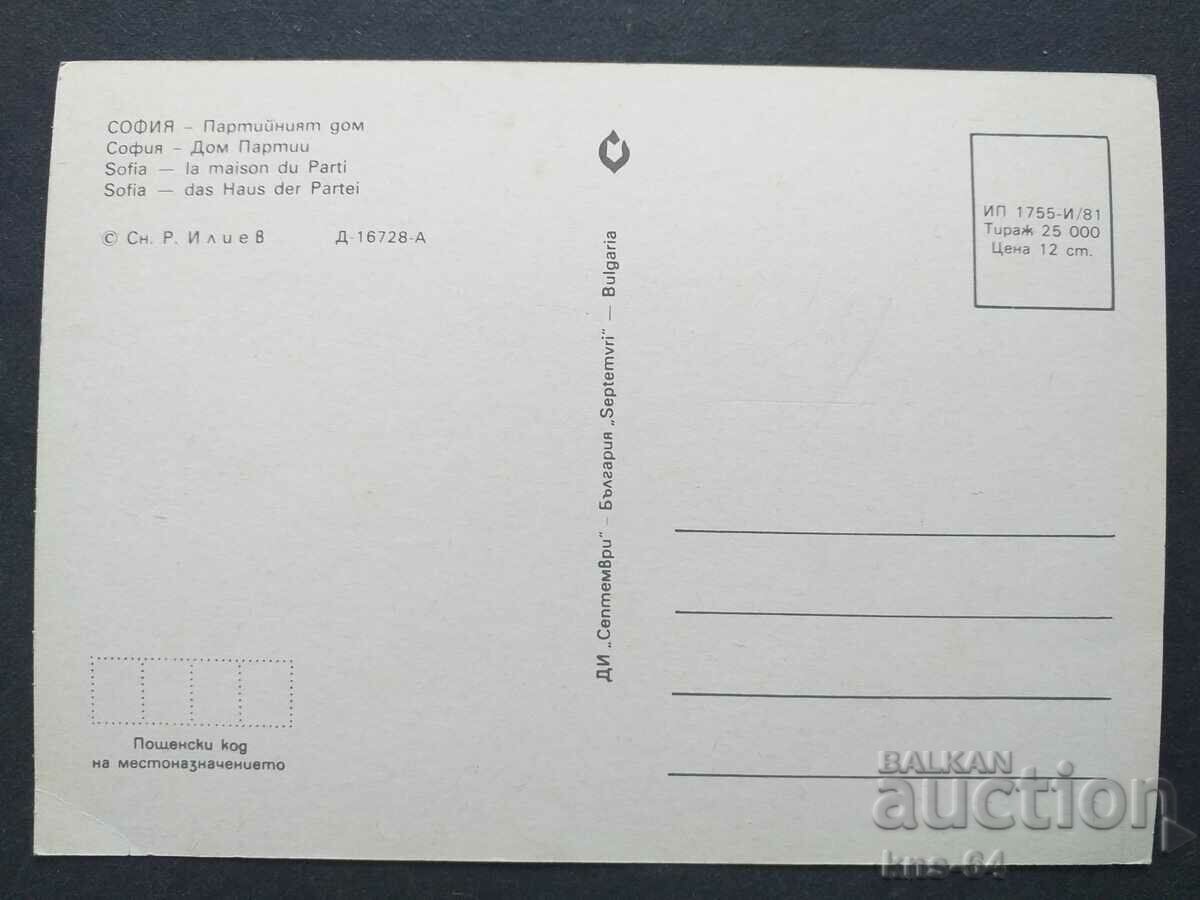 СОФИЯ – Партийният дом
София – Дом Партии
Sofia — la maison du Parti
Sofia — das Haus der Partei
© Сн. Р. Илиев Д-16728-А
ИП 1755-И/81
Тираж 25 000
Цена 12 ст.
ДИ „Септември“ – България „Septemvri“ — Bulgaria
Пощенски код
на местоназначението
BALKAN
auction
kns-64